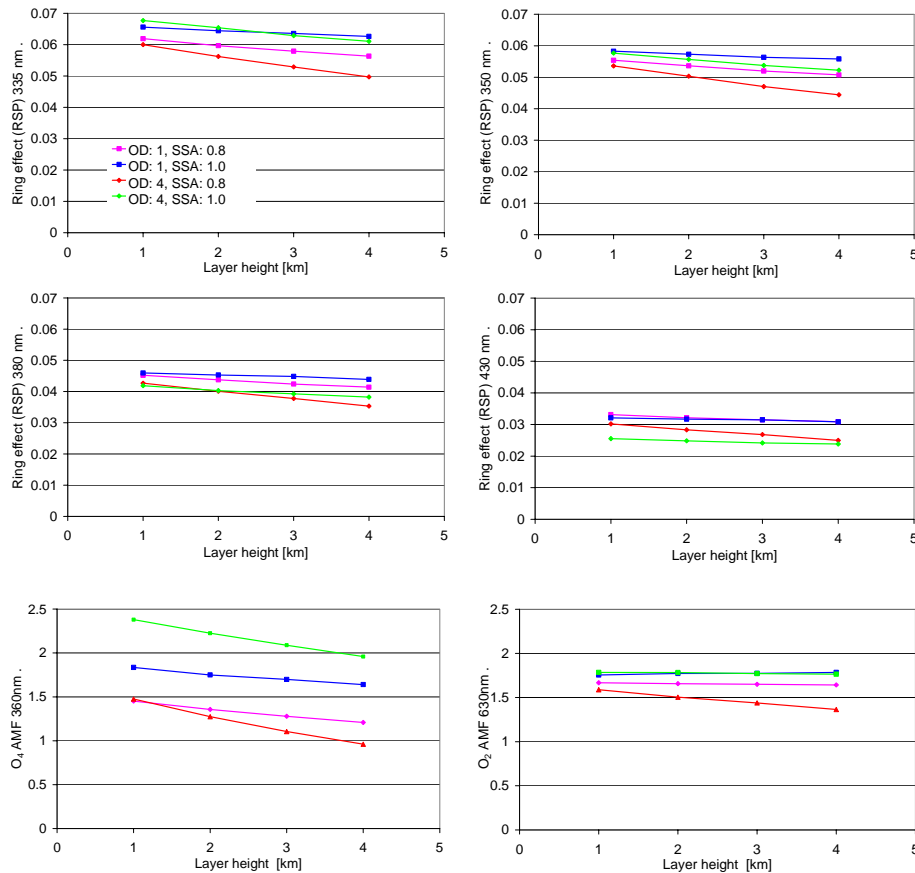 Ring effect (RSP) 335 nm .
0.07
0.06
0.05
0.04
0.03
0.02
0.01
0
OD: 1, SSA: 0.8
OD: 1, SSA: 1.0
OD: 4, SSA: 0.8
OD: 4, SSA: 1.0
0 1 2 3 4 5
Layer height [km]
Ring effect (RSP) 350 nm .
0.07
0.06
0.05
0.04
0.03
0.02
0.01
0
0 1 2 3 4 5
Layer height [km]
Ring effect (RSP) 380 nm .
0.07
0.06
0.05
0.04
0.03
0.02
0.01
0
0 1 2 3 4 5
Layer height [km]
Ring effect (RSP) 430 nm .
0.07
0.06
0.05
0.04
0.03
0.02
0.01
0
0 1 2 3 4 5
Layer height [km]
O4 AMF 360nm .
2.5
2
1.5
1
0.5
0
0 1 2 3 4 5
Layer height [km]
O2 AMF 630nm .
2.5
2
1.5
1
0.5
0
0 1 2 3 4 5
Layer height [km]